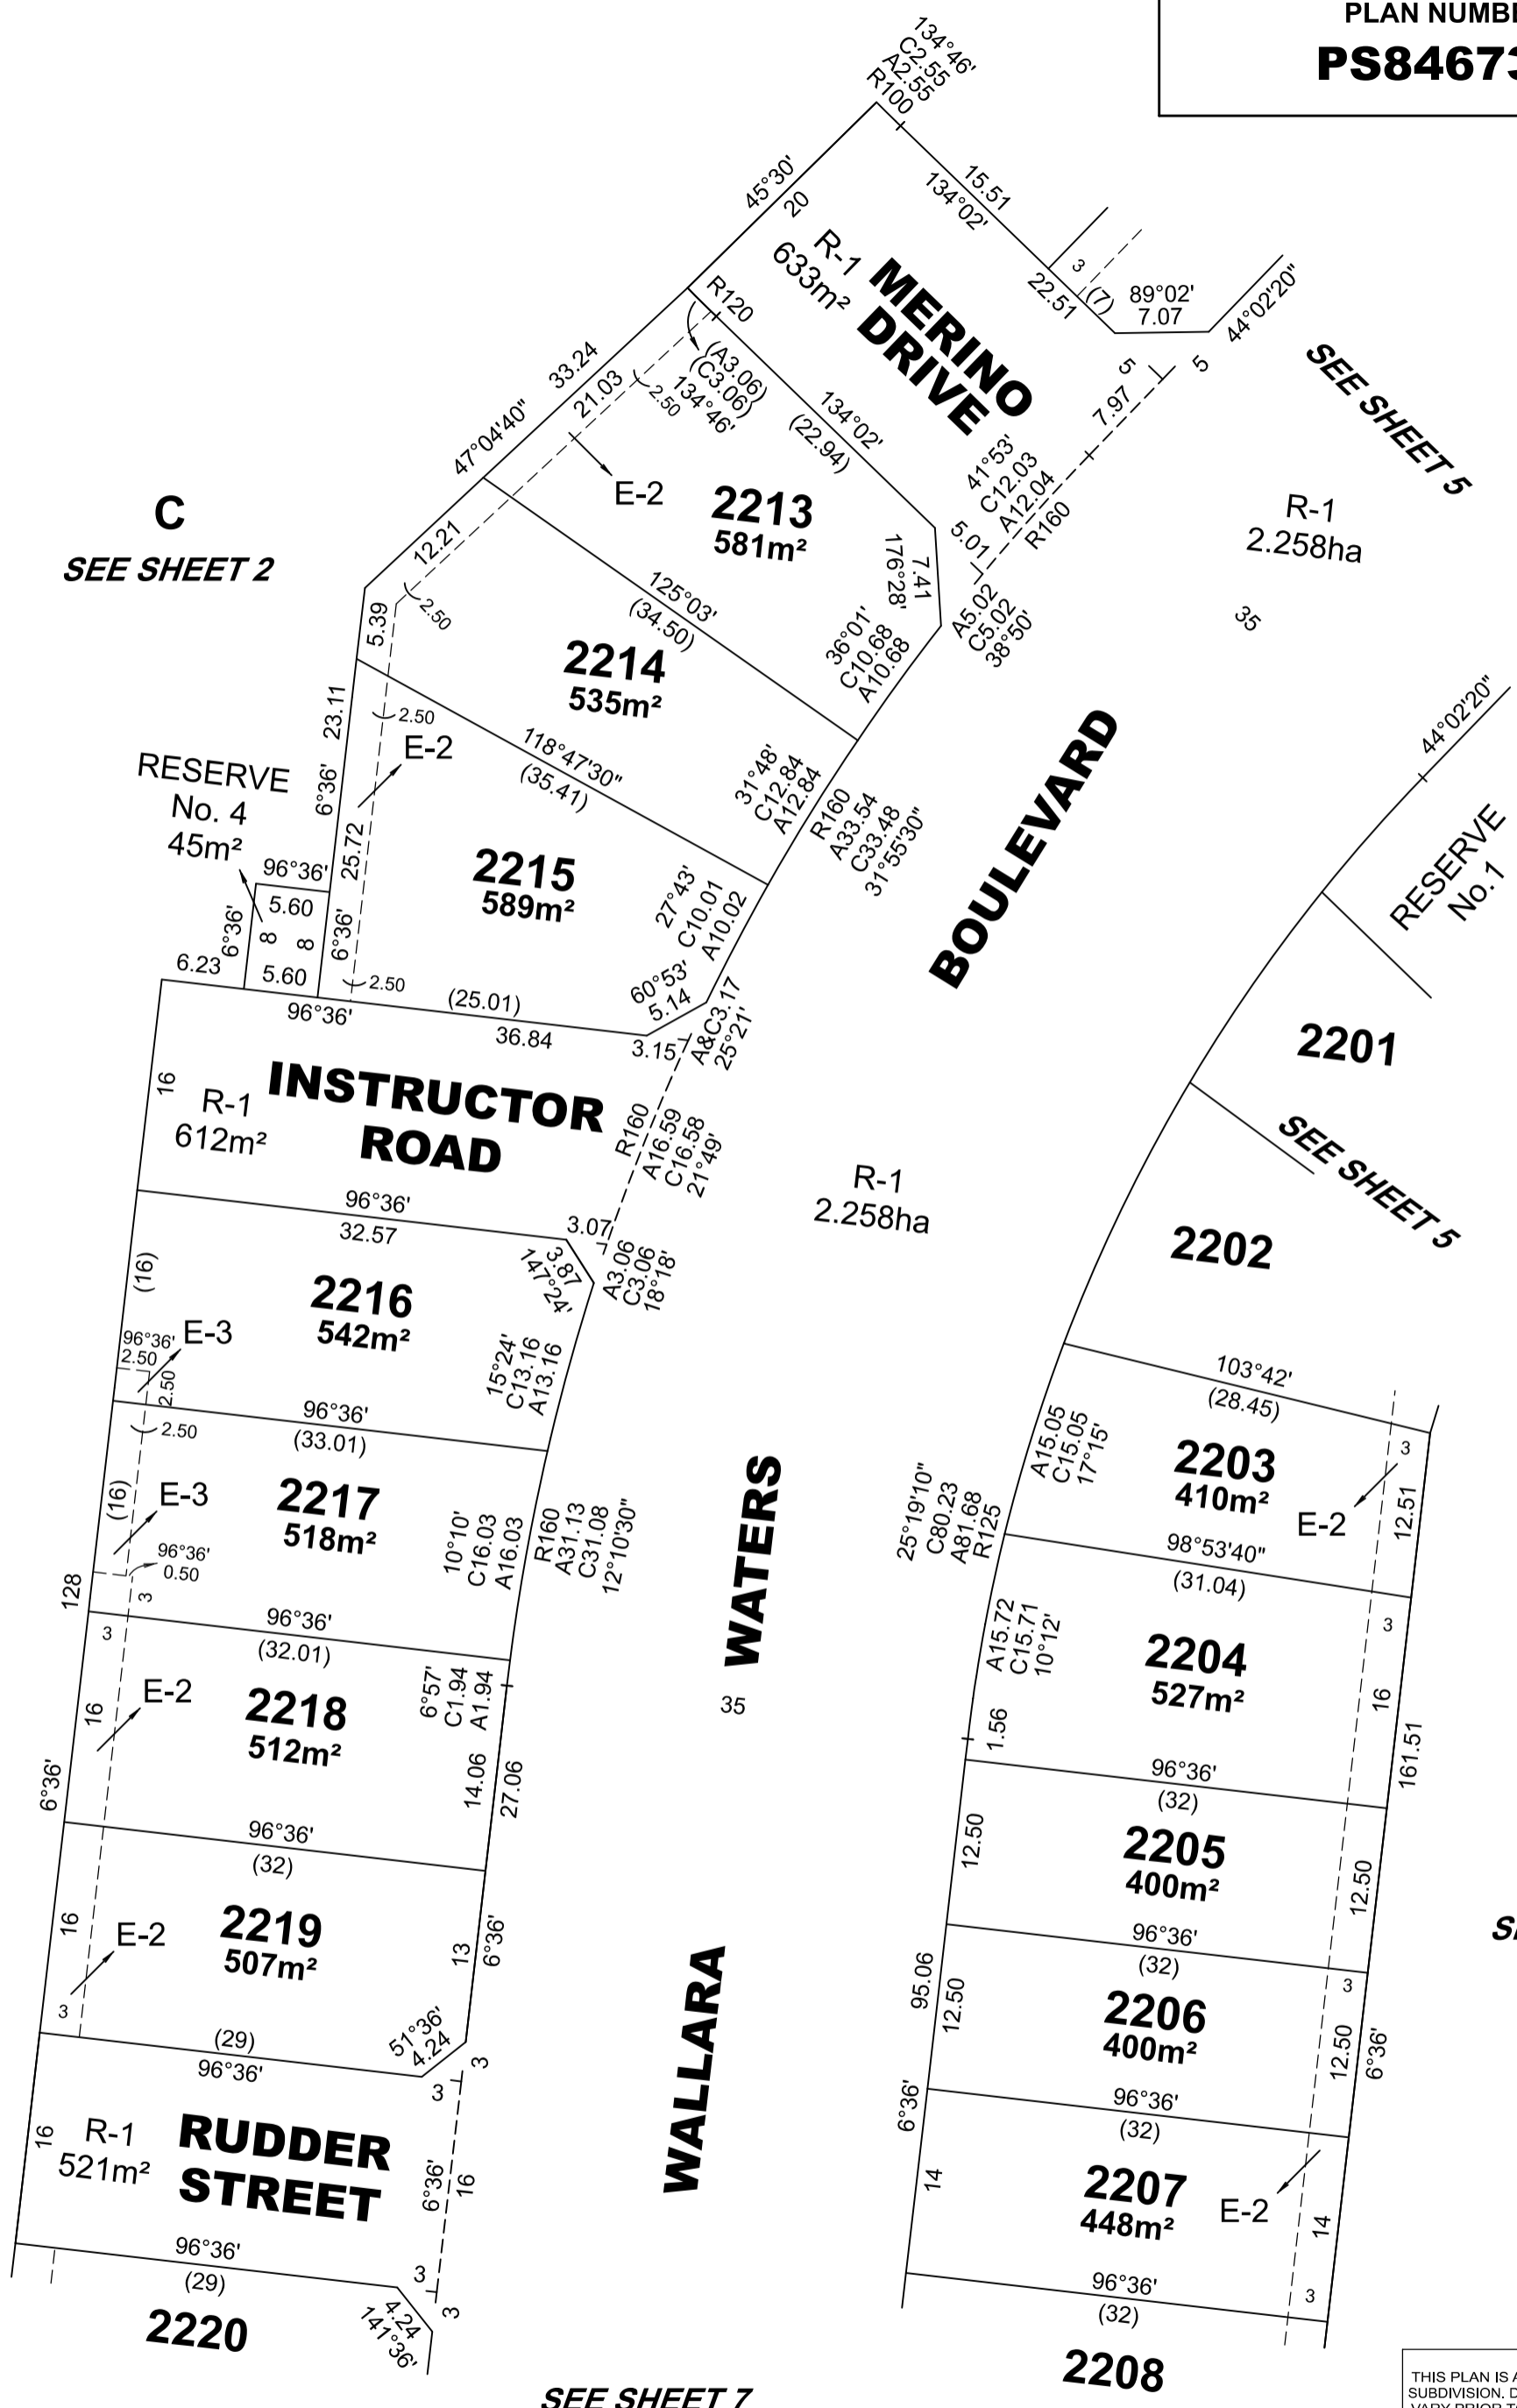 PLAN NUMBE
PS84673
134°46'
C2.55
A2.55
R100
45°30'
20
15.51
134°02'
R-1
633m²
MERINO
DRIVE
3
(7)
22.51
89°02'
7.07
44°02'20"
SEE SHEET 5
R120
(A3.06)
(C3.06)
134°46'
33.24
21.03
2.50
47°04'40"
134°02'
(22.94)
5
5
7.97
41°53'
C12.03
A12.04
R160
E-2
2213
581m²
R-1
2.258ha
C
SEE SHEET 2
12.21
5.01
7.41
176°28'
125°03'
(34.50)
5.39
2.50
A5.02
C5.02
38°50'
36°01'
C10.68
A10.68
35
2214
535m²
23.11
2.50
E-2
118°47'30"
(35.41)
31°48'
C12.84
A12.84
R160
A33.54
C33.48
31°55'30"
44°02'20"
RESERVE
No. 4
45m²
6°36'
25.72
BOULEVARD
RESERVE
No.1
96°36'
5.60
2215
589m²
27°43'
C10.01
A10.02
6°36'
8
8
6°36'
6.23
5.60
2.50
(25.01)
60°53'
5.14
96°36'
36.84
3.15
A&C3.17
25°21'
2201
16
R-1
612m²
INSTRUCTOR
ROAD
R160
A16.59
C16.58
21°49'
SEE SHEET 5
R-1
2.258ha
96°36'
32.57
3.07
3.87
147°24'
A3.06
C3.06
18°18'
2202
(16)
2216
542m²
96°36'
2.50
E-3
2.50
15°24'
C13.16
A13.16
103°42'
(28.45)
96°36'
(33.01)
2.50
A15.05
C15.05
17°15'
2203
410m²
3
12.51
E-2
WATERS
(16)
E-3
2217
518m²
10°10'
C16.03
A16.03
R160
A31.13
C31.08
12°10'30"
25°19'10"
C80.23
A81.68
R125
96°36'
0.50
128
3
98°53'40"
(31.04)
96°36'
(32.01)
3
3
A15.72
C15.71
10°12'
2204
527m²
16
E-2
16
2218
512m²
6°57'
C1.94
A1.94
35
1.56
161.51
6°36'
14.06
27.06
96°36'
(32)
96°36'
(32)
12.50
2205
400m²
12.50
16
E-2
2219
507m²
13
6°36'
SE
96°36'
(32)
3
95.06
12.50
2206
400m²
12.50
6°36'
3
(29)
96°36'
51°36'
4.24
3
3
WALLARA
6°36'
96°36'
(32)
16
R-1
521m²
RUDDER
STREET
6°36'
16
14
2207
448m²
E-2
14
96°36'
(29)
3
3
4.24
141°36'
96°36'
(32)
3
2220
2208
SEE SHEET 7
THIS PLAN IS A
SUBDIVISION. D
VARY PRIOR T